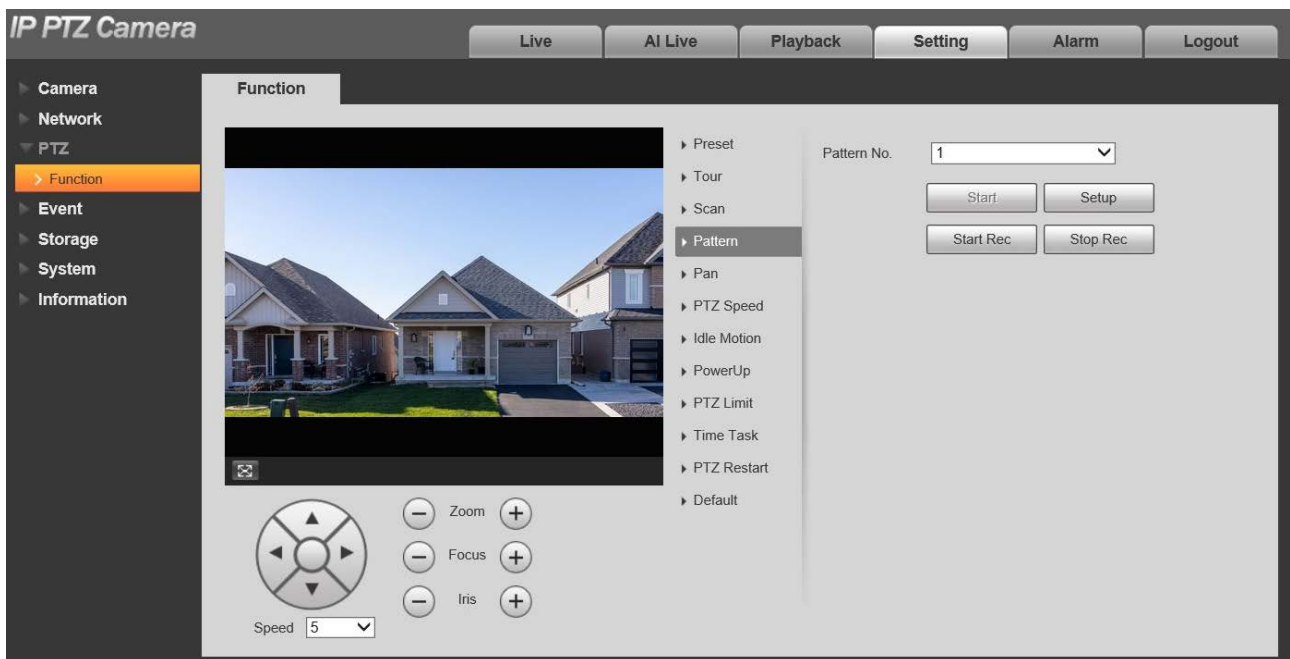 IP PTZ Camera
Live AI Live Playback Setting Alarm Logout
Camera
Network
PTZ
Function
Event
Storage
System
Information
Function
Preset
Tour
Scan
Pattern
Pan
PTZ Speed
Idle Motion
PowerUp
PTZ Limit
Time Task
PTZ Restart
Default
Pattern No. 1
Start Setup
Start Rec Stop Rec
Zoom
Focus
Iris
Speed 5